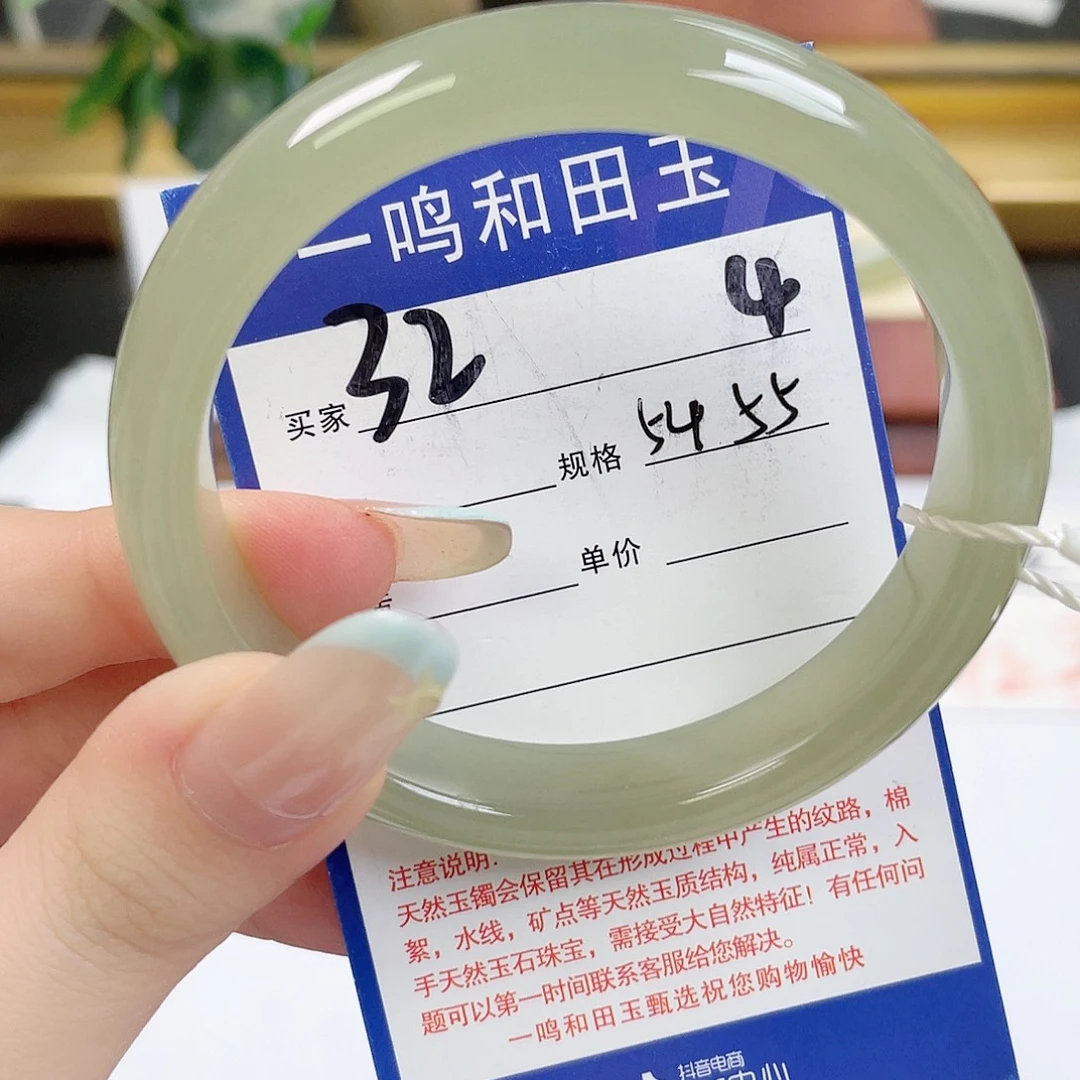 一鸣和田玉
买家 32 4
规格 54 55
单价
注意说明:
天然玉镯会保留其在形成过程中产生的纹路，棉
絮，水线，矿点等天然玉质结构，纯属正常，入
手天然玉石珠宝，需接受大自然特征！有任何问
题可以第一时间联系客服给您解决。
一鸣和田玉甄选祝您购物愉快
抖音电商